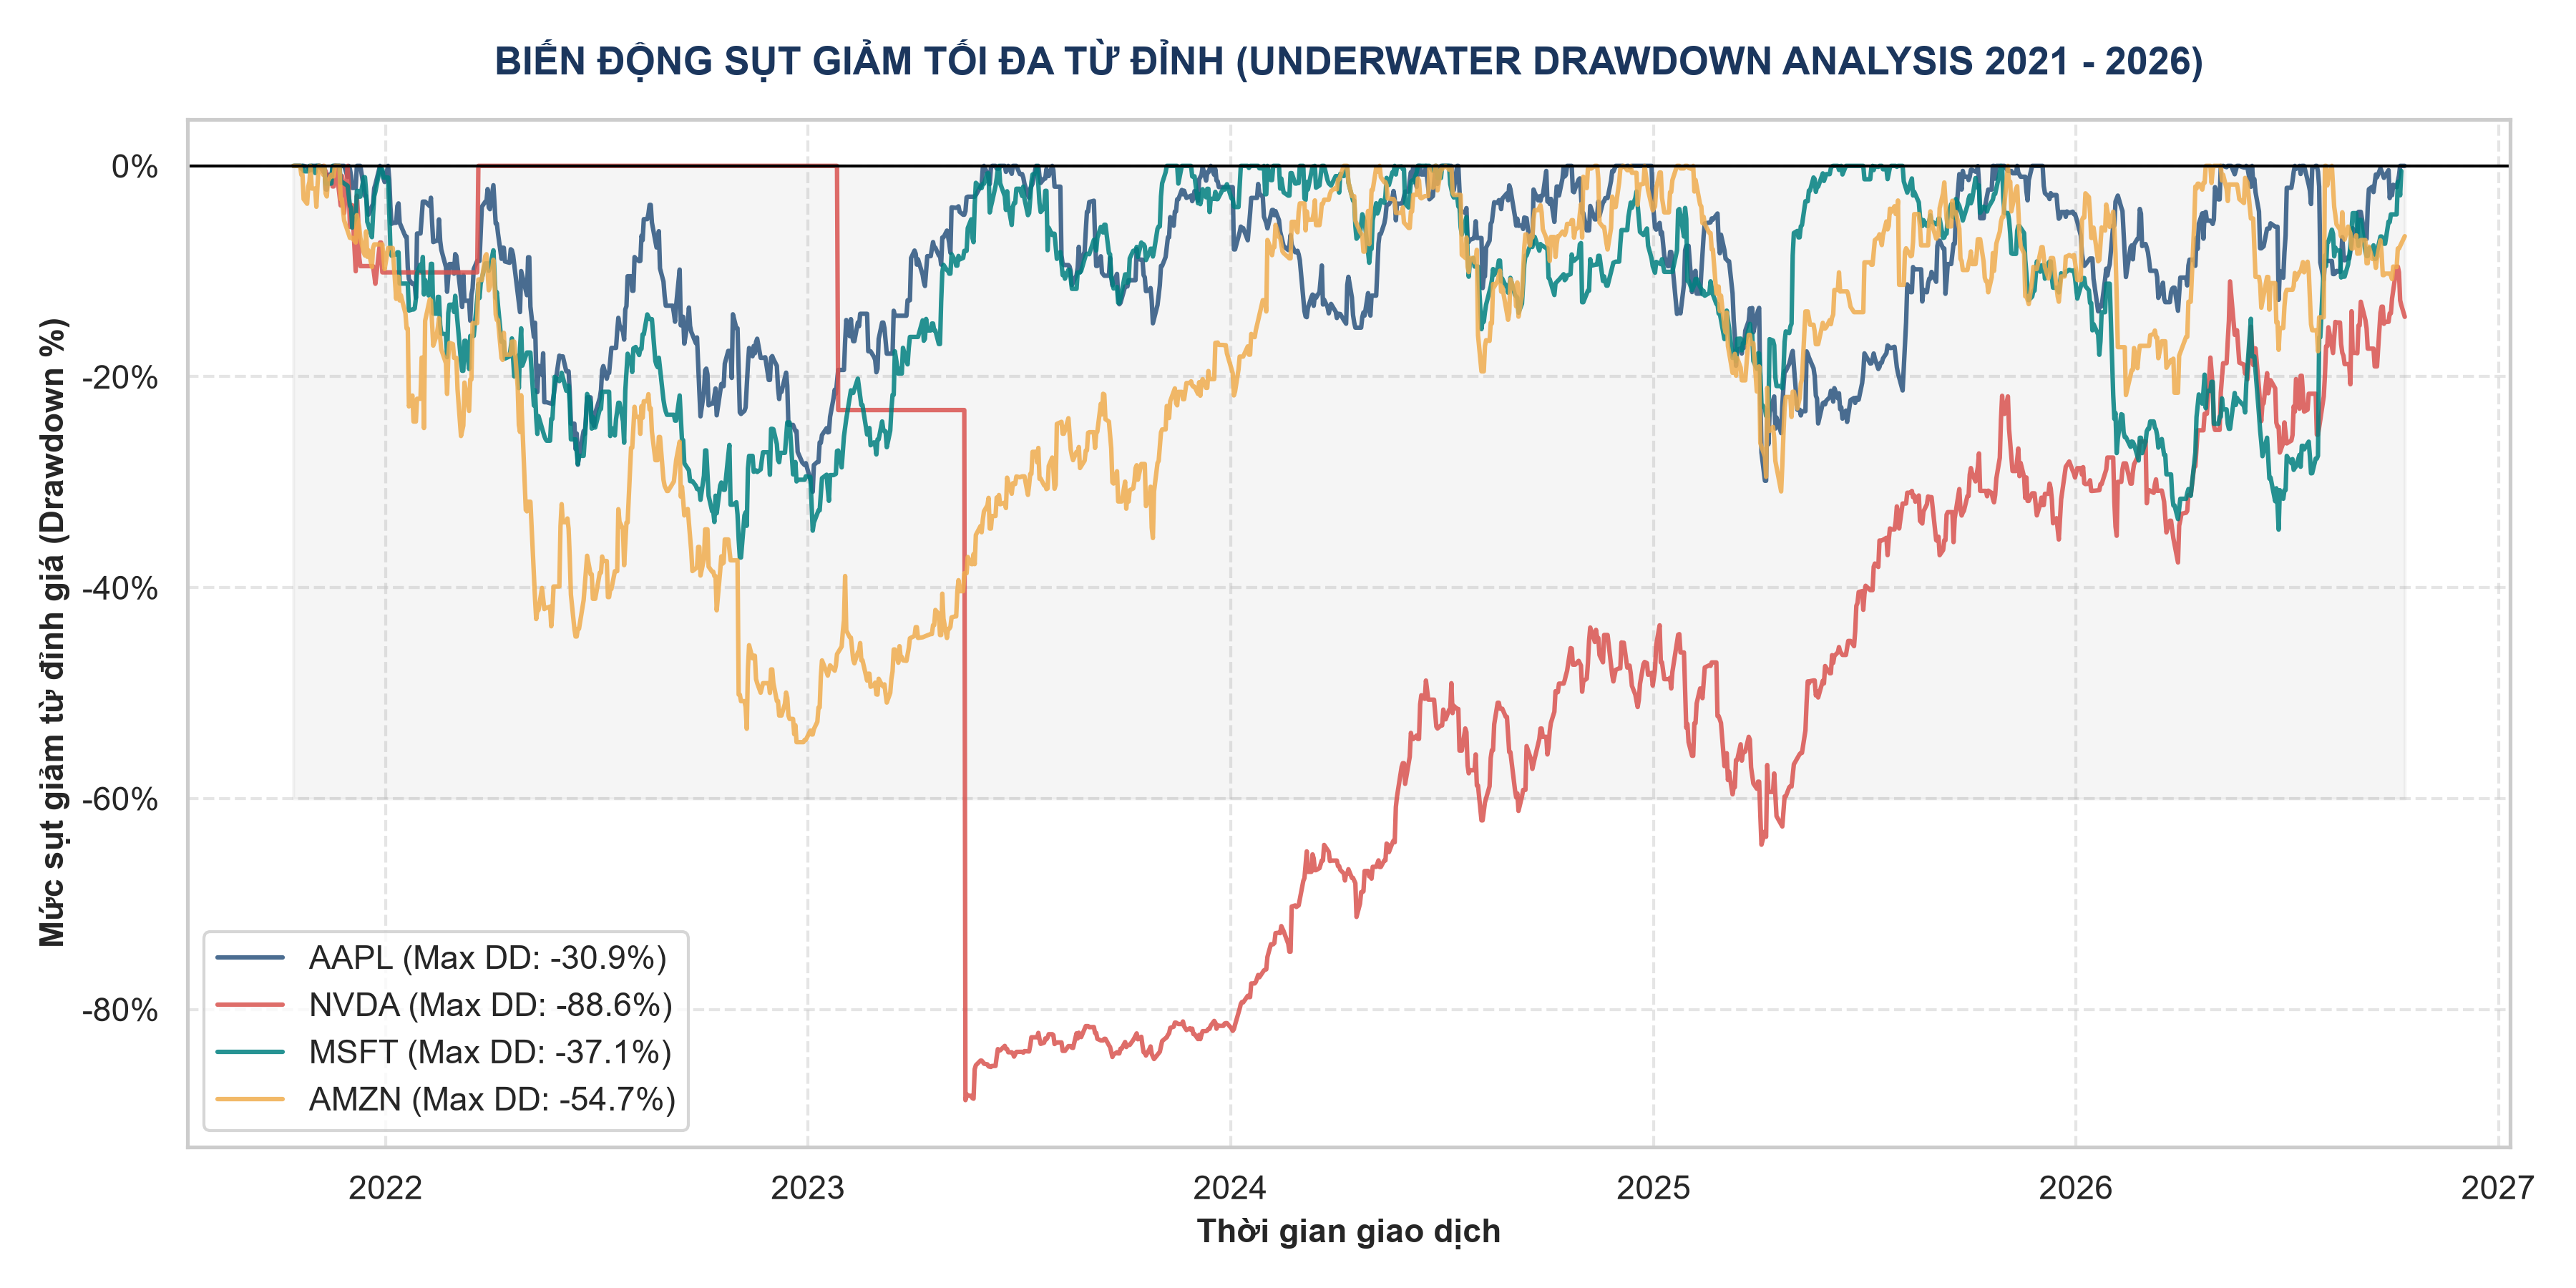 BIẾN ĐỘNG SỤT GIẢM TỐI ĐA TỪ ĐỈNH (UNDERWATER DRAWDOWN ANALYSIS 2021 - 2026)
Mức sụt giảm từ đỉnh giá (Drawdown %)
0%
-20%
-40%
-60%
-80%
AAPL (Max DD: -30.9%)
NVDA (Max DD: -88.6%)
MSFT (Max DD: -37.1%)
AMZN (Max DD: -54.7%)
2022 2023 2024 2025 2026 2027
Thời gian giao dịch